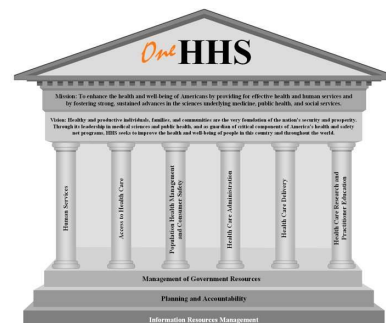 One HHS
Mission: To enhance the health and well-being of Americans by providing for effective health and human services and
by fostering strong, sustained advances in the sciences underlying medicine, public health, and social services.
Vision: Healthy and productive individuals, families, and communities are the very foundation of the nation's security and prosperity.
Through its leadership in medical sciences and public health, and as guardian of critical components of America's health and safety
net programs, HHS seeks to improve the health and well-being of people in this country and throughout the world.
Human Services
Access to Health Care
Population Health Management
and Consumer Safety
Health Care Administration
Health Care Delivery
Health Care Research and
Practitioner Education
Management of Government Resources
Planning and Accountability
Information Resources Management